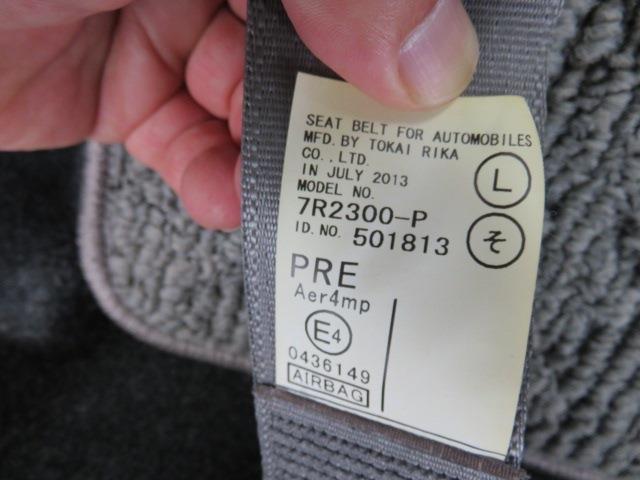 SEAT BELT FOR AUTOMOBILES
MFD. BY TOKAI RIKA
CO., LTD.
IN JULY 2013
MODEL NO.
7R2300-P
L
ID. NO. 501813
そ
PRE
Aer4mp
E4
0436149
AIRBAG